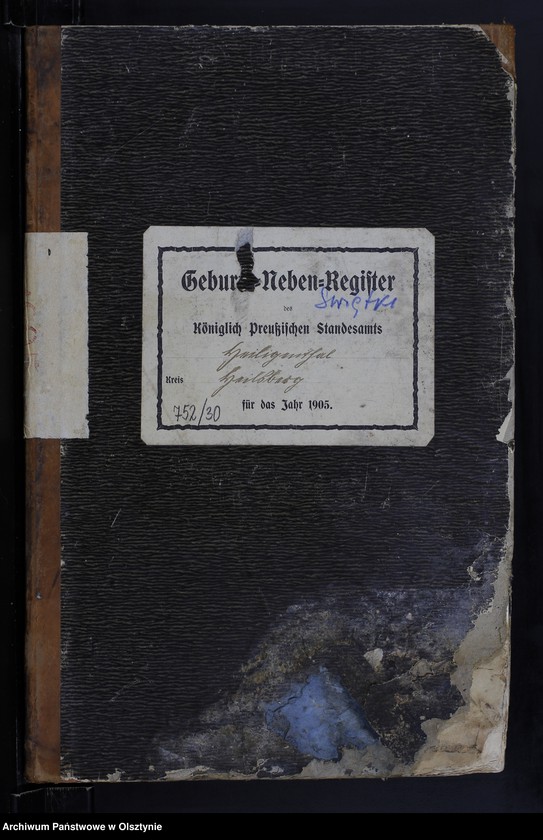 Geburts-Neben-Register
Świątki
des
Königlich Preußischen Standesamts
Heiligenthal
Kreis Heilsberg
752/30 für das Jahr 1905.
Archiwum Państwowe w Olsztynie